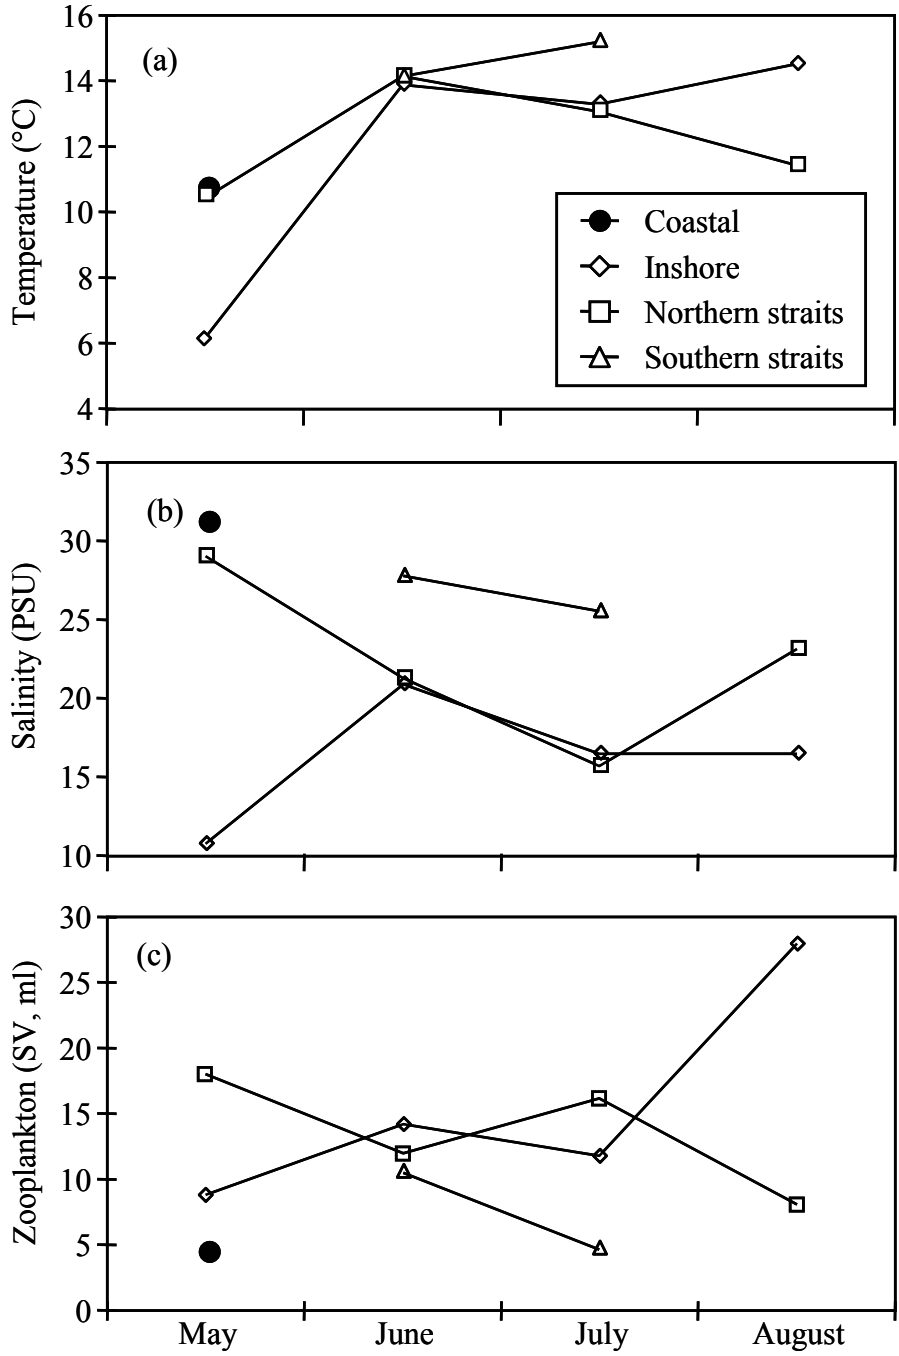 16
14
12
10
8
6
4
Temperature (°C)
(a)
Coastal
Inshore
Northern straits
Southern straits
35
30
25
20
15
10
Salinity (PSU)
(b)
30
25
20
15
10
5
0
Zooplankton (SV, ml)
(c)
May June July August